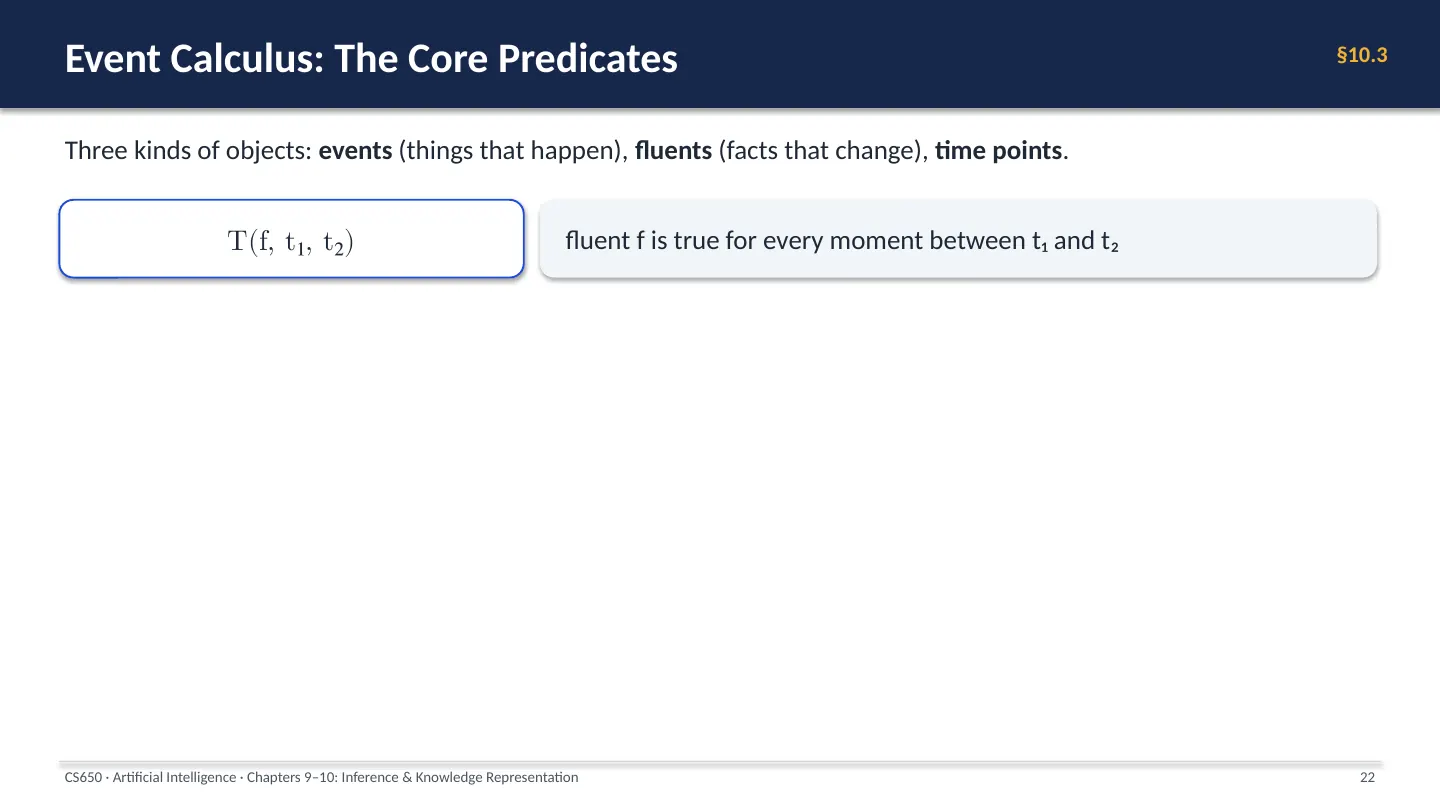 Event Calculus: The Core Predicates
§10.3
Three kinds of objects: events (things that happen), fluents (facts that change), time points.
T(f, t₁, t₂)
fluent f is true for every moment between t₁ and t₂
CS650 · Artificial Intelligence · Chapters 9–10: Inference & Knowledge Representation
22